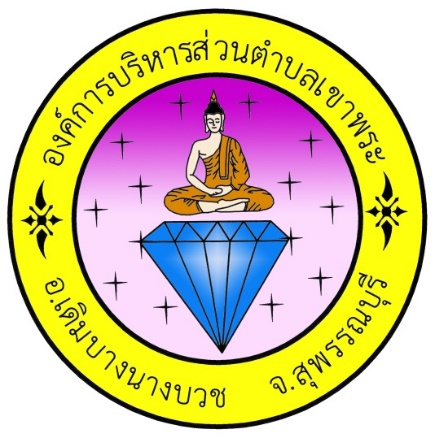 องค์การบริหารส่วนตำบลเขาพระ
อ.เดิมบางนางบวช จ.สุพรรณบุรี